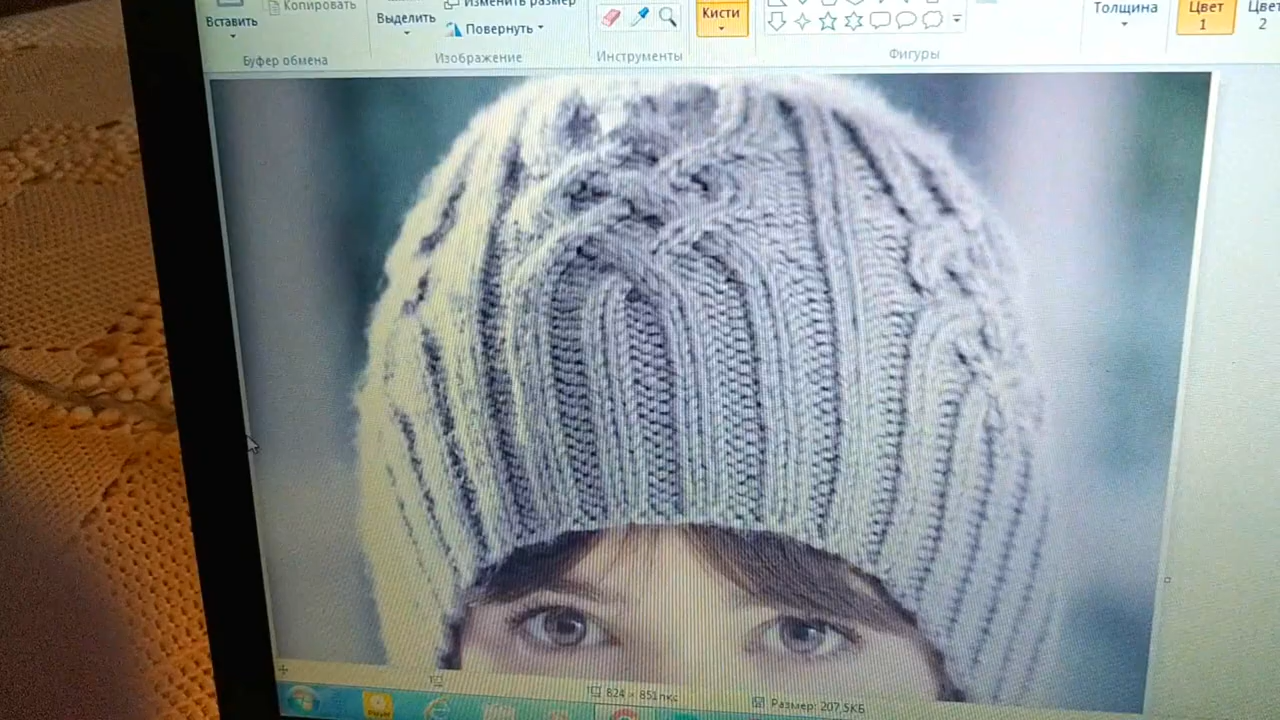 Вставить
Копировать
Буфер обмена
Выделить
Изменить размер
Повернуть
Изображение
Инструменты
Кисти
Фигуры
Толщина
Цвет
1
Цвет
2
824 × 851пкс
Размер: 207,5КБ